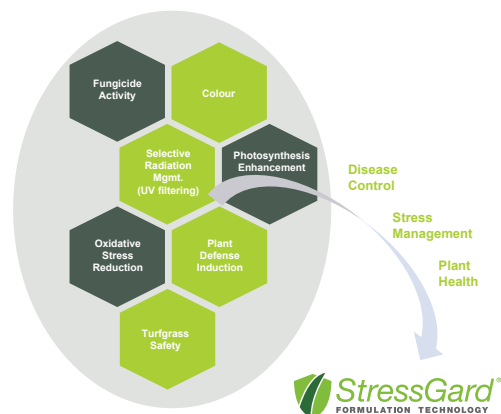 Fungicide
Activity
Colour
Selective
Radiation
Mgmt.
(UV filtering)
Photosynthesis
Enhancement
Oxidative
Stress
Reduction
Plant
Defense
Induction
Turfgrass
Safety
Disease
Control
Stress
Management
Plant
Health
StressGard®
FORMULATION TECHNOLOGY